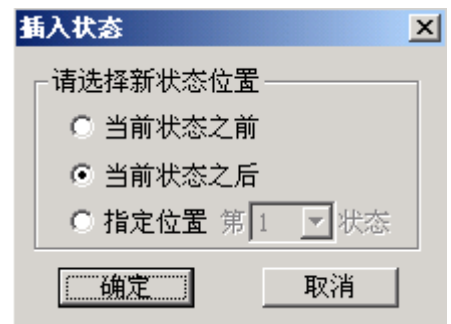 插入状态
请选择新状态位置
当前状态之前
当前状态之后
指定位置 第 1 状态
确定 取消